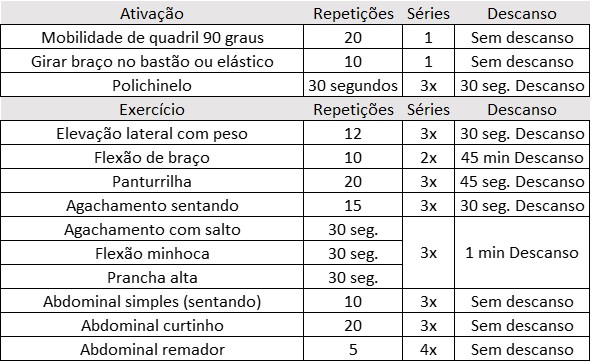 Ativação Repetições Séries Descanso
Mobilidade de quadril 90 graus 20 1 Sem descanso
Girar braço no bastão ou elástico 10 1 Sem descanso
Polichinelo 30 segundos 3x 30 seg. Descanso
Exercício Repetições Séries Descanso
Elevação lateral com peso 12 3x 30 seg. Descanso
Flexão de braço 10 2x 45 min Descanso
Panturrilha 20 3x 45 seg. Descanso
Agachamento sentando 15 3x 30 seg. Descanso
Agachamento com salto 30 seg.
Flexão minhoca 30 seg. 3x 1 min Descanso
Prancha alta 30 seg.
Abdominal simples (sentando) 10 3x Sem descanso
Abdominal curtinho 20 3x Sem descanso
Abdominal remador 5 4x Sem descanso